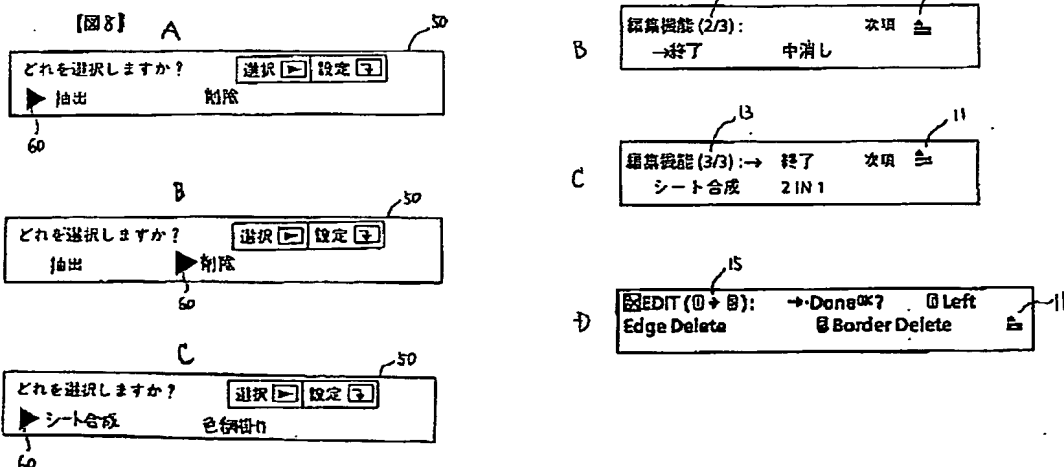 【図8】
A
50
どれを選択しますか? 選択 設定
抽出 削除
60
B
50
どれを選択しますか? 選択 設定
抽出 削除
60
C
50
どれを選択しますか? 選択 設定
シート合成
60
B
編集機能 (2/3): 次項
→終了 中消し
13
11
C
編集機能 (3/3):→ 終了 次項
シート合成 2 IN 1
15
D
EDIT ( → ): →·Done OK? Left
Edge Delete Border Delete